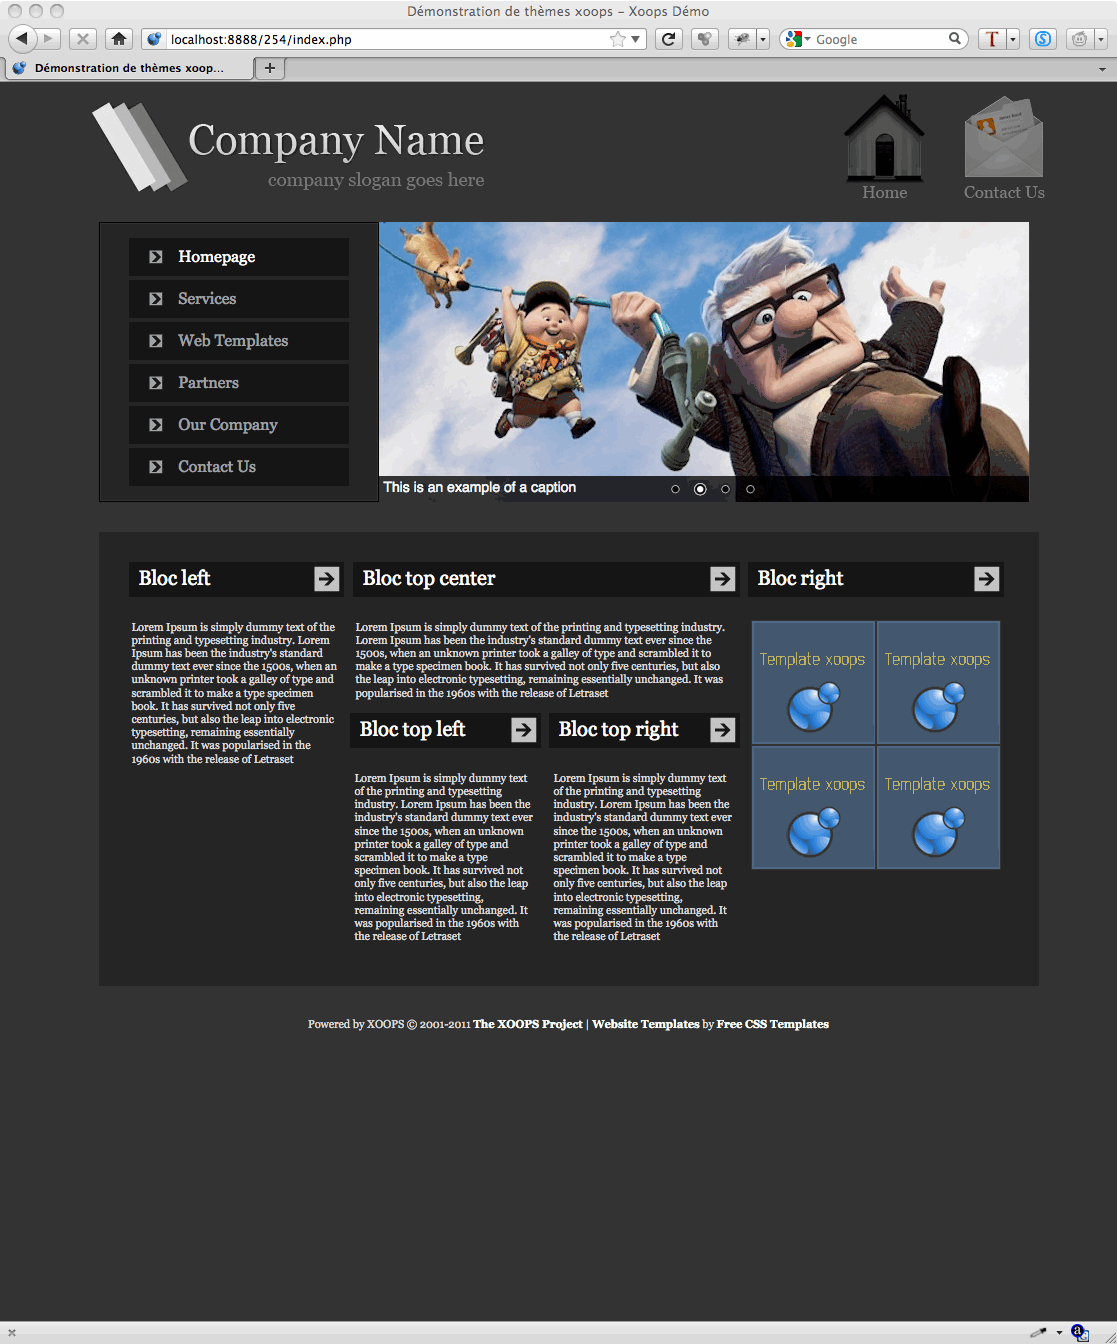 Démonstration de thèmes xoops – Xoops Démo
localhost:8888/254/index.php
Google
T
Démonstration de thèmes xoop...
Company Name
company slogan goes here
Home
Contact Us
Homepage
Services
Web Templates
Partners
Our Company
Contact Us
This is an example of a caption
Bloc left
Lorem Ipsum is simply dummy text of the
printing and typesetting industry. Lorem
Ipsum has been the industry's standard
dummy text ever since the 1500s, when an
unknown printer took a galley of type and
scrambled it to make a type specimen
book. It has survived not only five
centuries, but also the leap into electronic
typesetting, remaining essentially
unchanged. It was popularised in the
1960s with the release of Letraset
Bloc top center
Lorem Ipsum is simply dummy text of the printing and typesetting industry.
Lorem Ipsum has been the industry's standard dummy text ever since the
1500s, when an unknown printer took a galley of type and scrambled it to
make a type specimen book. It has survived not only five centuries, but also
the leap into electronic typesetting, remaining essentially unchanged. It was
popularised in the 1960s with the release of Letraset
Bloc top left
Lorem Ipsum is simply dummy text
of the printing and typesetting
industry. Lorem Ipsum has been the
industry's standard dummy text ever
since the 1500s, when an unknown
printer took a galley of type and
scrambled it to make a type
specimen book. It has survived not
only five centuries, but also the leap
into electronic typesetting,
remaining essentially unchanged. It
was popularised in the 1960s with
the release of Letraset
Bloc top right
Lorem Ipsum is simply dummy text
of the printing and typesetting
industry. Lorem Ipsum has been the
industry's standard dummy text ever
since the 1500s, when an unknown
printer took a galley of type and
scrambled it to make a type
specimen book. It has survived not
only five centuries, but also the leap
into electronic typesetting,
remaining essentially unchanged. It
was popularised in the 1960s with
the release of Letraset
Bloc right
Template xoops
Template xoops
Template xoops
Template xoops
Powered by XOOPS © 2001-2011 The XOOPS Project | Website Templates by Free CSS Templates